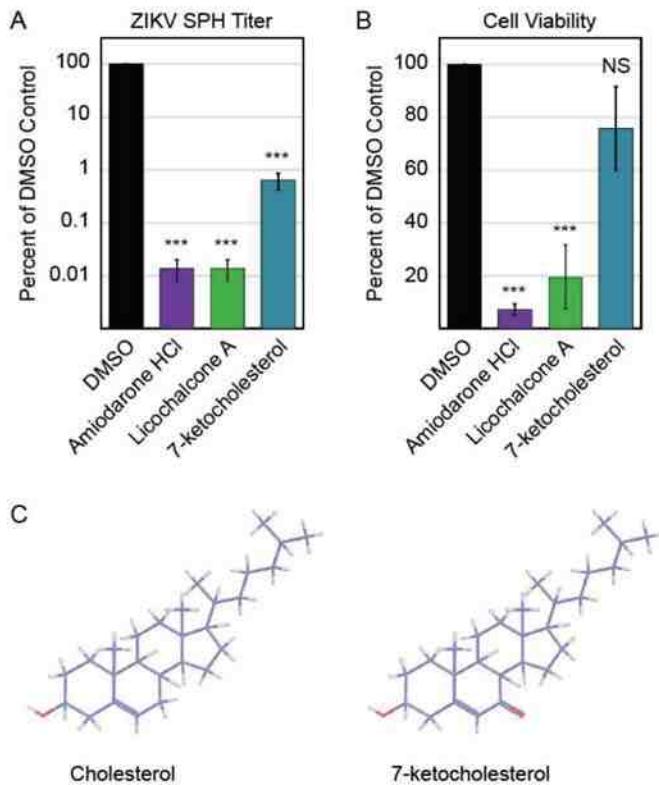 A
ZIKV SPH Titer
Percent of DMSO Control
100
10
1
0.1
0.01
***
***
***
DMSO
Amiodarone HCl
Licochalcone A
7-ketocholesterol
B
Cell Viability
Percent of DMSO Control
100
80
60
40
20
***
***
NS
DMSO
Amiodarone HCl
Licochalcone A
7-ketocholesterol
C
Cholesterol
7-ketocholesterol